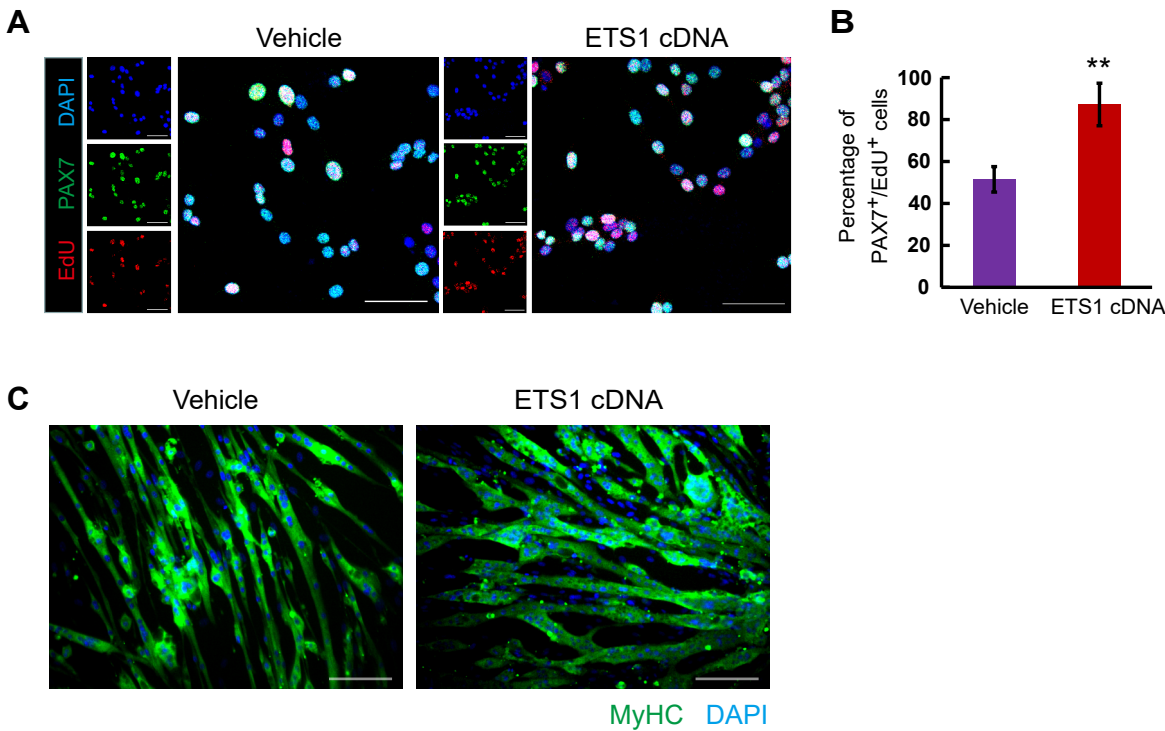 A
Vehicle
ETS1 cDNA
DAPI
PAX7
EdU
B
**
Percentage of
PAX7+/EdU+ cells
100
80
60
40
20
0
Vehicle
ETS1 cDNA
C
Vehicle
ETS1 cDNA
MyHC DAPI